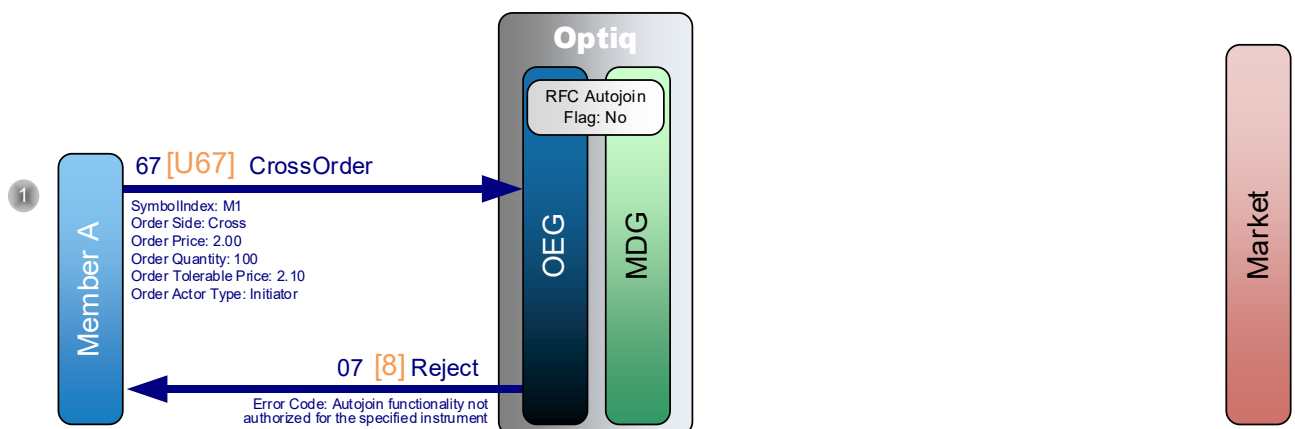 Optiq
RFC Autojoin
Flag: No
67 [U67] CrossOrder
1
SymbolIndex: M1
Order Side: Cross
Order Price: 2.00
Order Quantity: 100
Order Tolerable Price: 2.10
Order Actor Type: Initiator
Member A
OEG
MDG
Market
07 [8] Reject
Error Code: Autojoin functionality not
authorized for the specified instrument